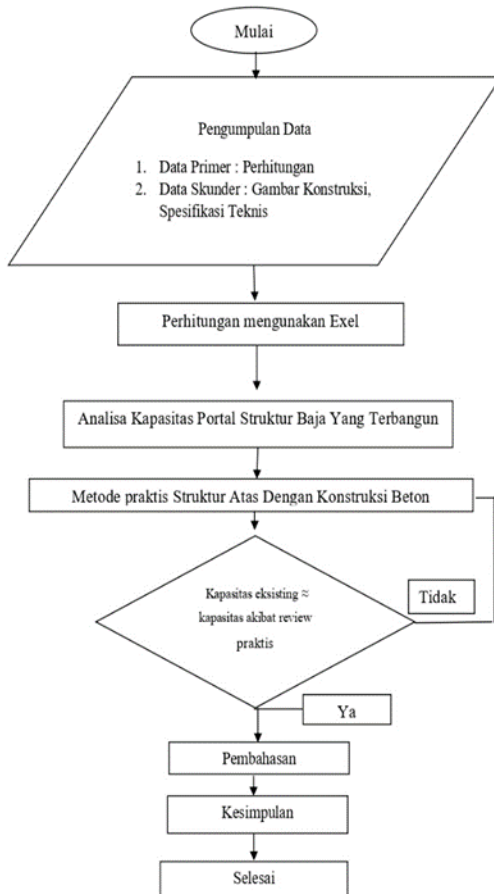 Mulai
Pengumpulan Data
1. Data Primer : Perhitungan
2. Data Skunder : Gambar Konstruksi,
Spesifikasi Teknis
Perhitungan mengunakan Exel
Analisa Kapasitas Portal Struktur Baja Yang Terbangun
Metode praktis Struktur Atas Dengan Konstruksi Beton
Kapasitas eksisting ≈
kapasitas akibat review
praktis
Tidak
Ya
Pembahasan
Kesimpulan
Selesai